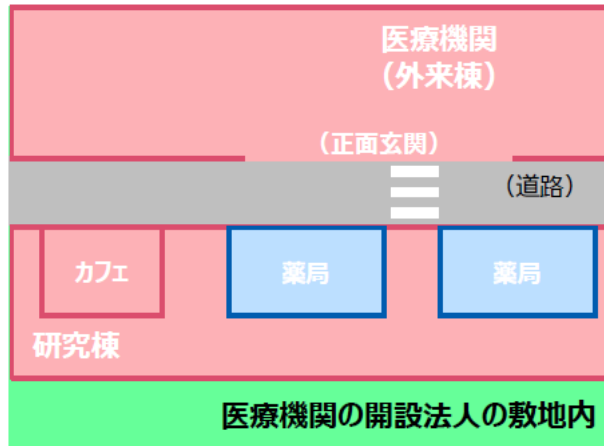 医療機関
(外来棟)
(正面玄関)
(道路)
カフェ
薬局
薬局
研究棟
医療機関の開設法人の敷地内